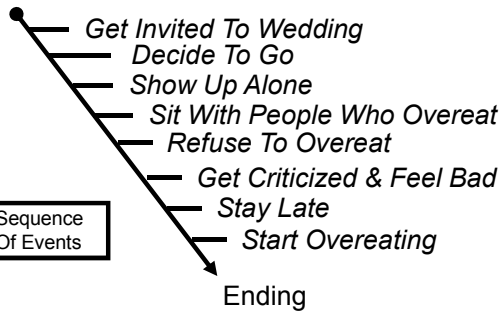 Get Invited To Wedding
Decide To Go
Show Up Alone
Sit With People Who Overeat
Refuse To Overeat
Get Criticized & Feel Bad
Stay Late
Sequence
Of Events
Start Overeating
Ending